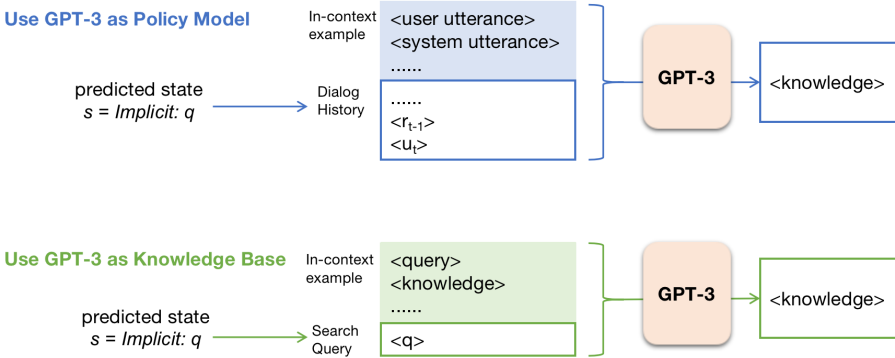 Use GPT-3 as Policy Model
In-context
example
<user utterance>
<system utterance>
......
predicted state
s = Implicit: q
Dialog
History
......
<r_{t-1}>
<u_t>
GPT-3
<knowledge>
Use GPT-3 as Knowledge Base
In-context
example
<query>
<knowledge>
......
predicted state
s = Implicit: q
Search
Query
<q>
GPT-3
<knowledge>